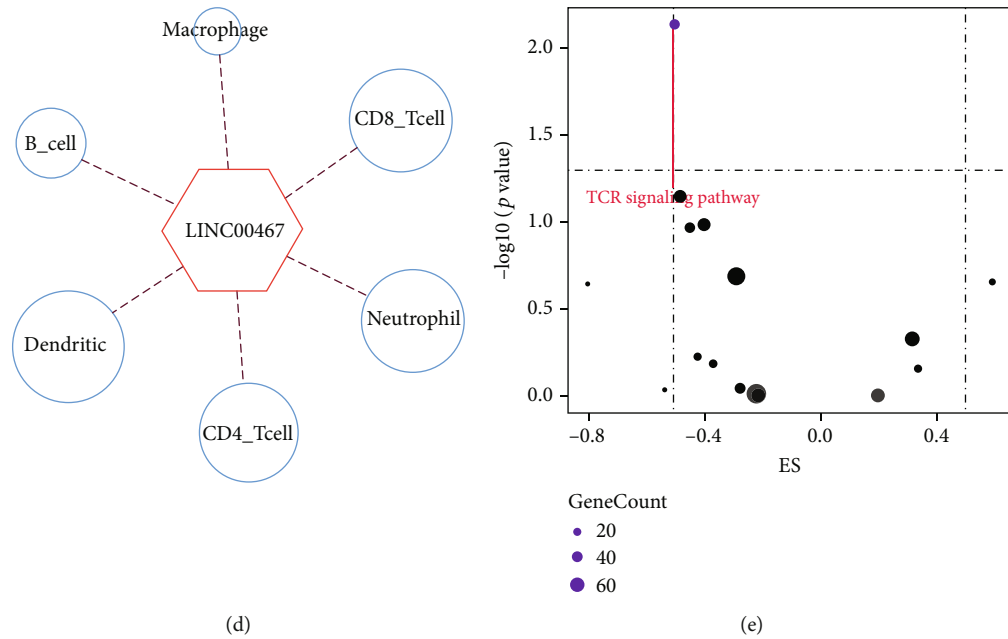 Macrophage
CD8_Tcell
B_cell
LINC00467
Neutrophil
Dendritic
CD4_Tcell
(d)
2.0
1.5
1.0
0.5
0.0
–log10 (p value)
TCR signaling pathway
–0.8
–0.4
0.0
0.4
ES
GeneCount
20
40
60
(e)